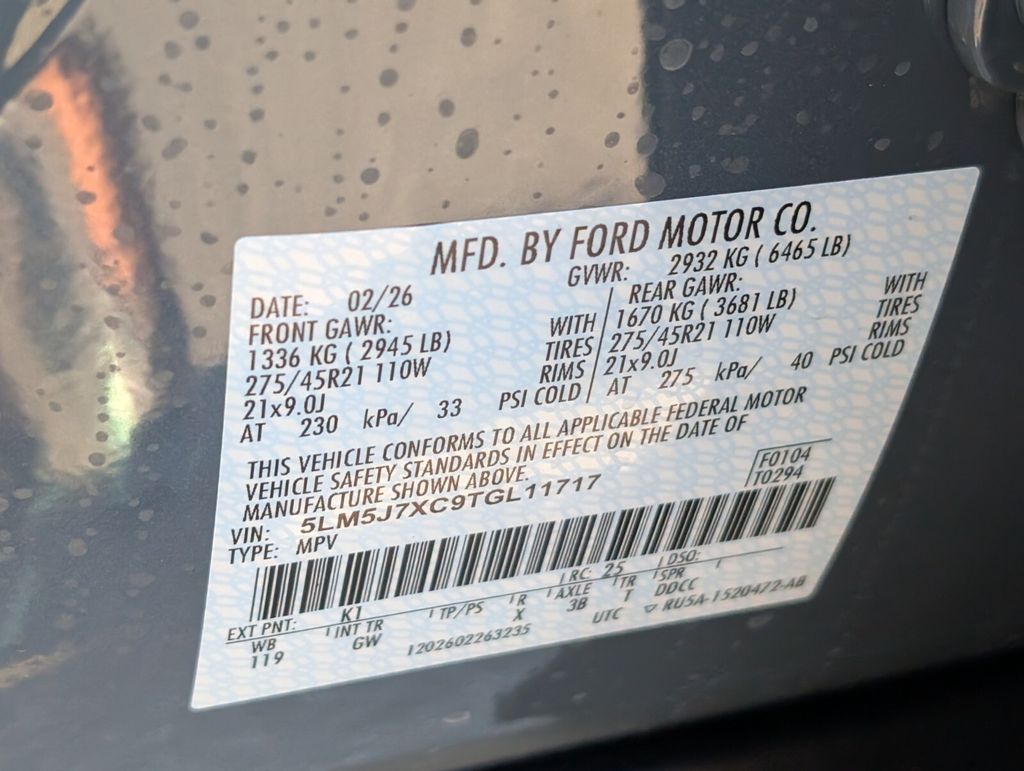 MFD. BY FORD MOTOR CO.
DATE: 02/26 GVWR: 2932 KG ( 6465 LB)
FRONT GAWR: REAR GAWR:
1336 KG ( 2945 LB) WITH 1670 KG ( 3681 LB) WITH
275/45R21 110W TIRES 275/45R21 110W TIRES
21x9.0J RIMS 21x9.0J RIMS
AT 230 kPa/ 33 PSI COLD AT 275 kPa/ 40 PSI COLD
THIS VEHICLE CONFORMS TO ALL APPLICABLE FEDERAL MOTOR
VEHICLE SAFETY STANDARDS IN EFFECT ON THE DATE OF
MANUFACTURE SHOWN ABOVE.
F0104
T0294
VIN: 5LM5J7XC9TGL11717
TYPE: MPV
EXT PNT: K1 RC: 25 DSO:
WB INT TR TP/PS R AXLE TR SPR
119 GW X 3B T DDCC
1202602263235 UTC ▽ RU5A-1520472-AB